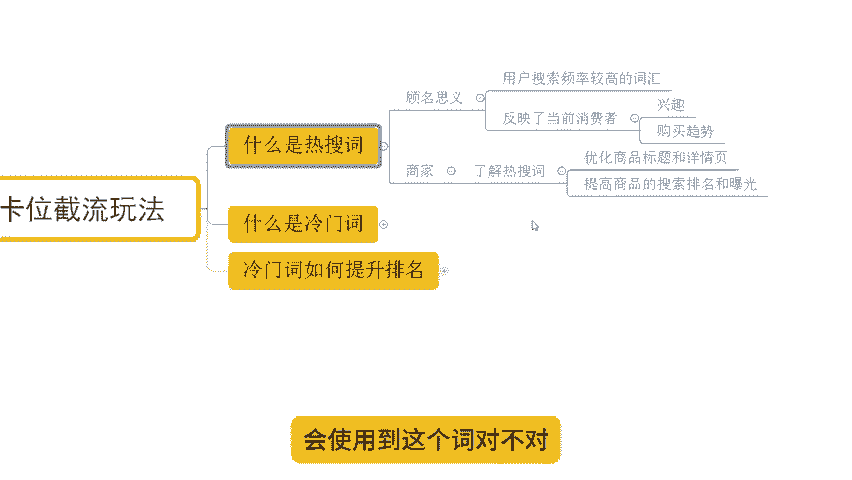 用户搜索频率较高的词汇
顾名思义
兴趣
反映了当前消费者
购买趋势
什么是热搜词
优化商品标题和详情页
商家
了解热搜词
提高商品的搜索排名和曝光
卡位截流玩法
什么是冷门词
冷门词如何提升排名
会使用到这个词对不对